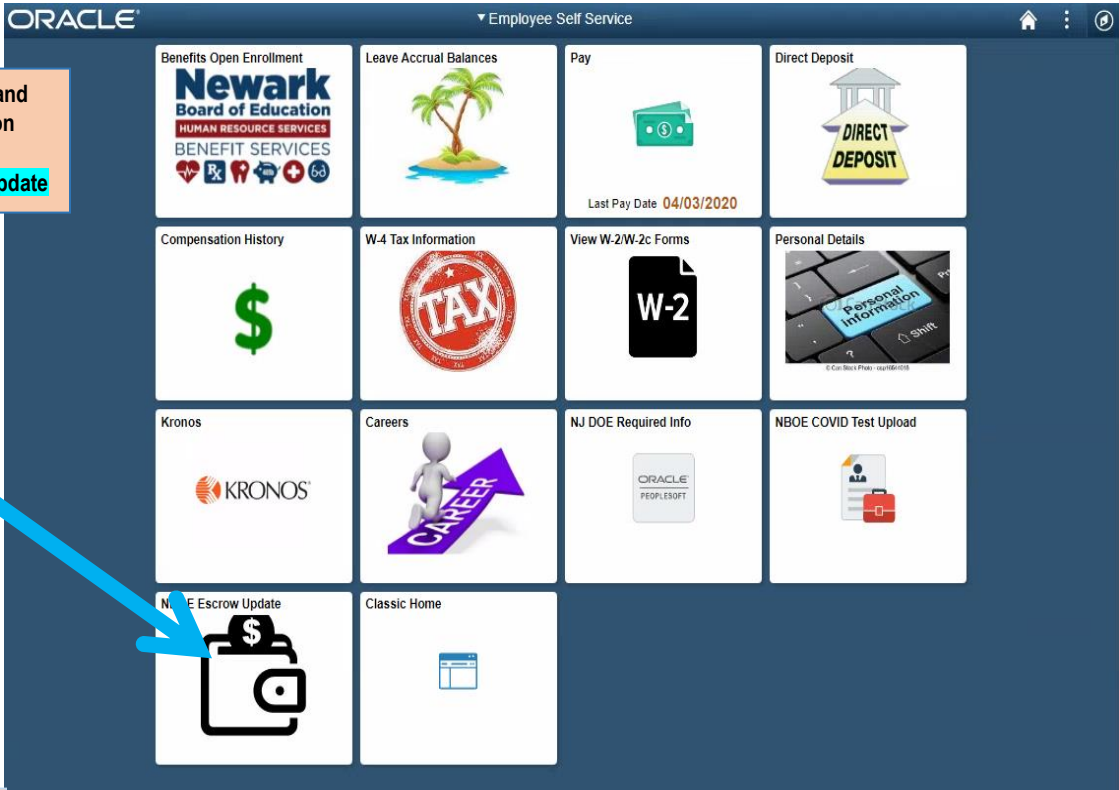 ORACLE
Employee Self Service
and
on
pdate
Benefits Open Enrollment
Newark
Board of Education
HUMAN RESOURCE SERVICES
BENEFIT SERVICES
Rx
Leave Accrual Balances
Pay
$
Last Pay Date 04/03/2020
Direct Deposit
DIRECT
DEPOSIT
Compensation History
$
W-4 Tax Information
TAX
View W-2/W-2c Forms
W-2
Personal Details
Personal
Information
Shift
Kronos
KRONOS
Careers
CAREER
NJ DOE Required Info
ORACLE
PEOPLESOFT
NBOE COVID Test Upload
E Escrow Update
$
Classic Home